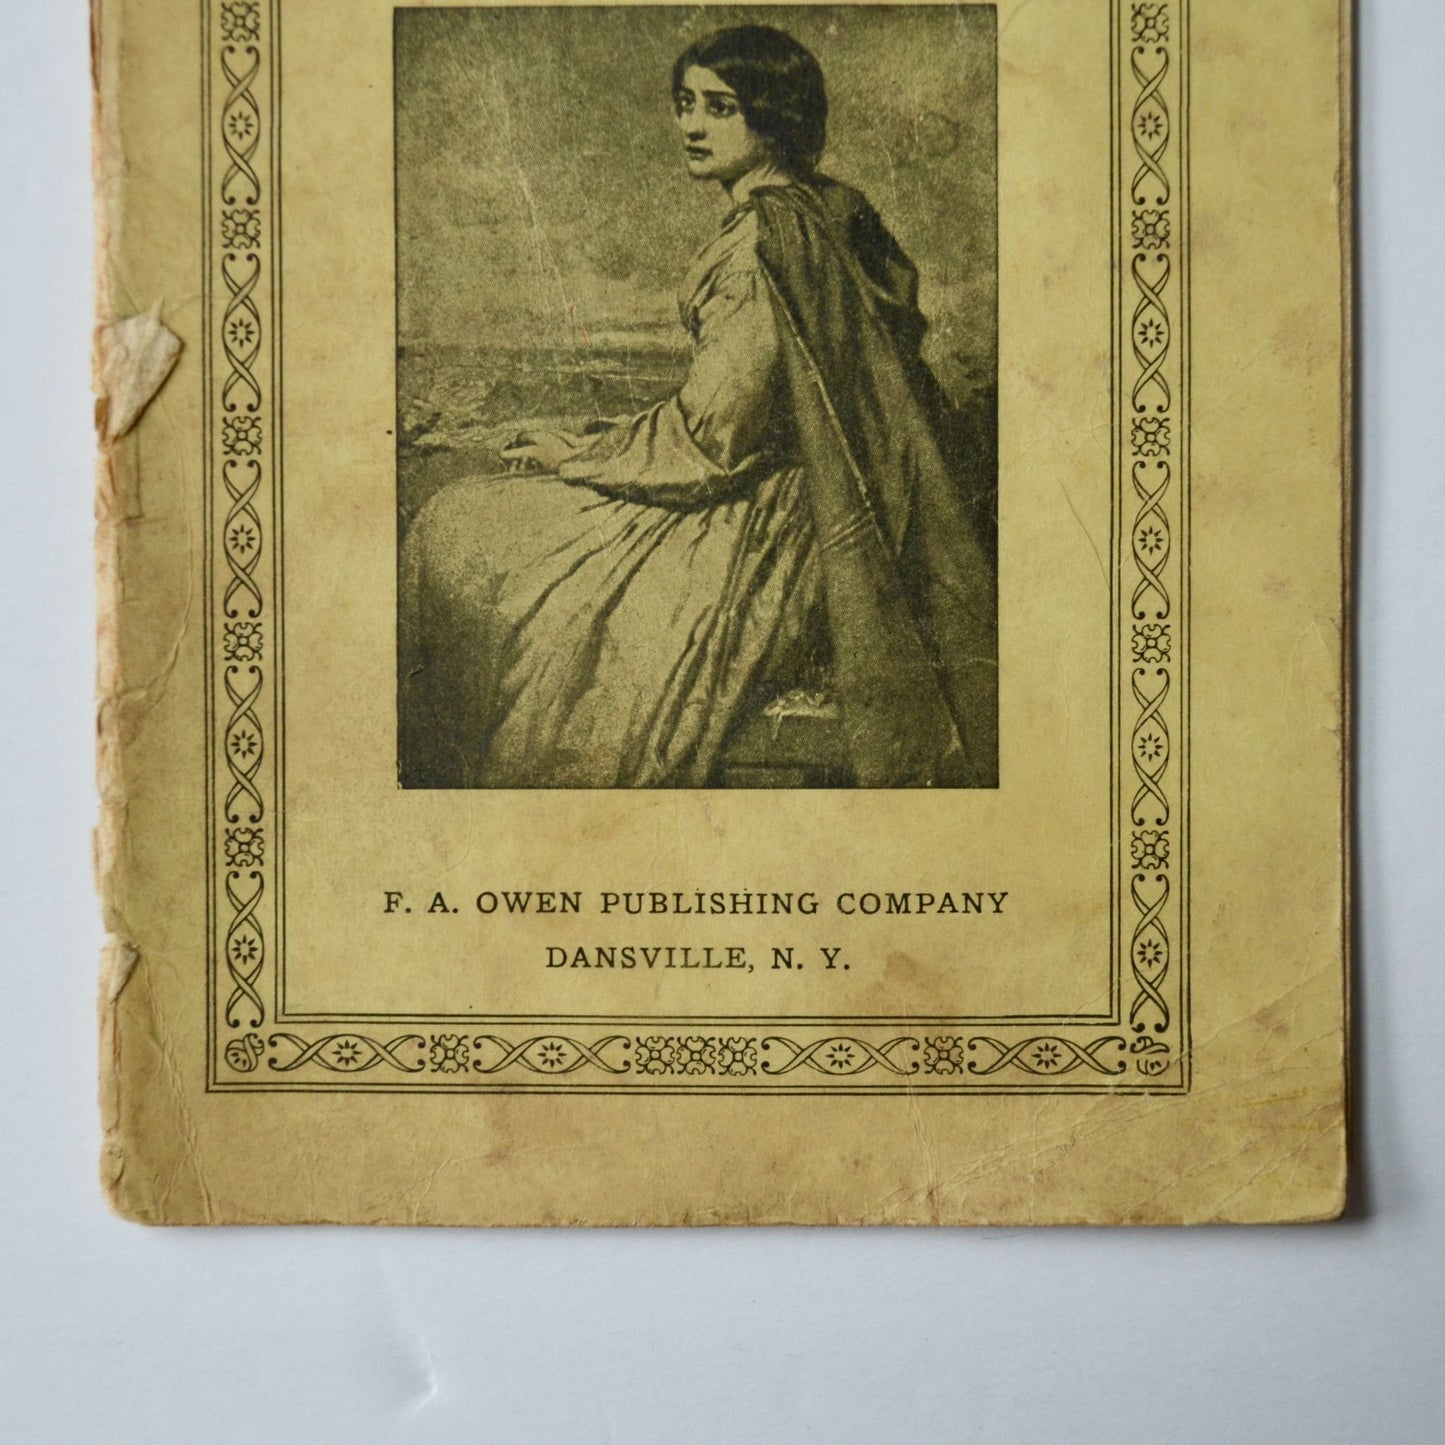 F. A. OWEN PUBLISHING COMPANY
DANSVILLE, N. Y.